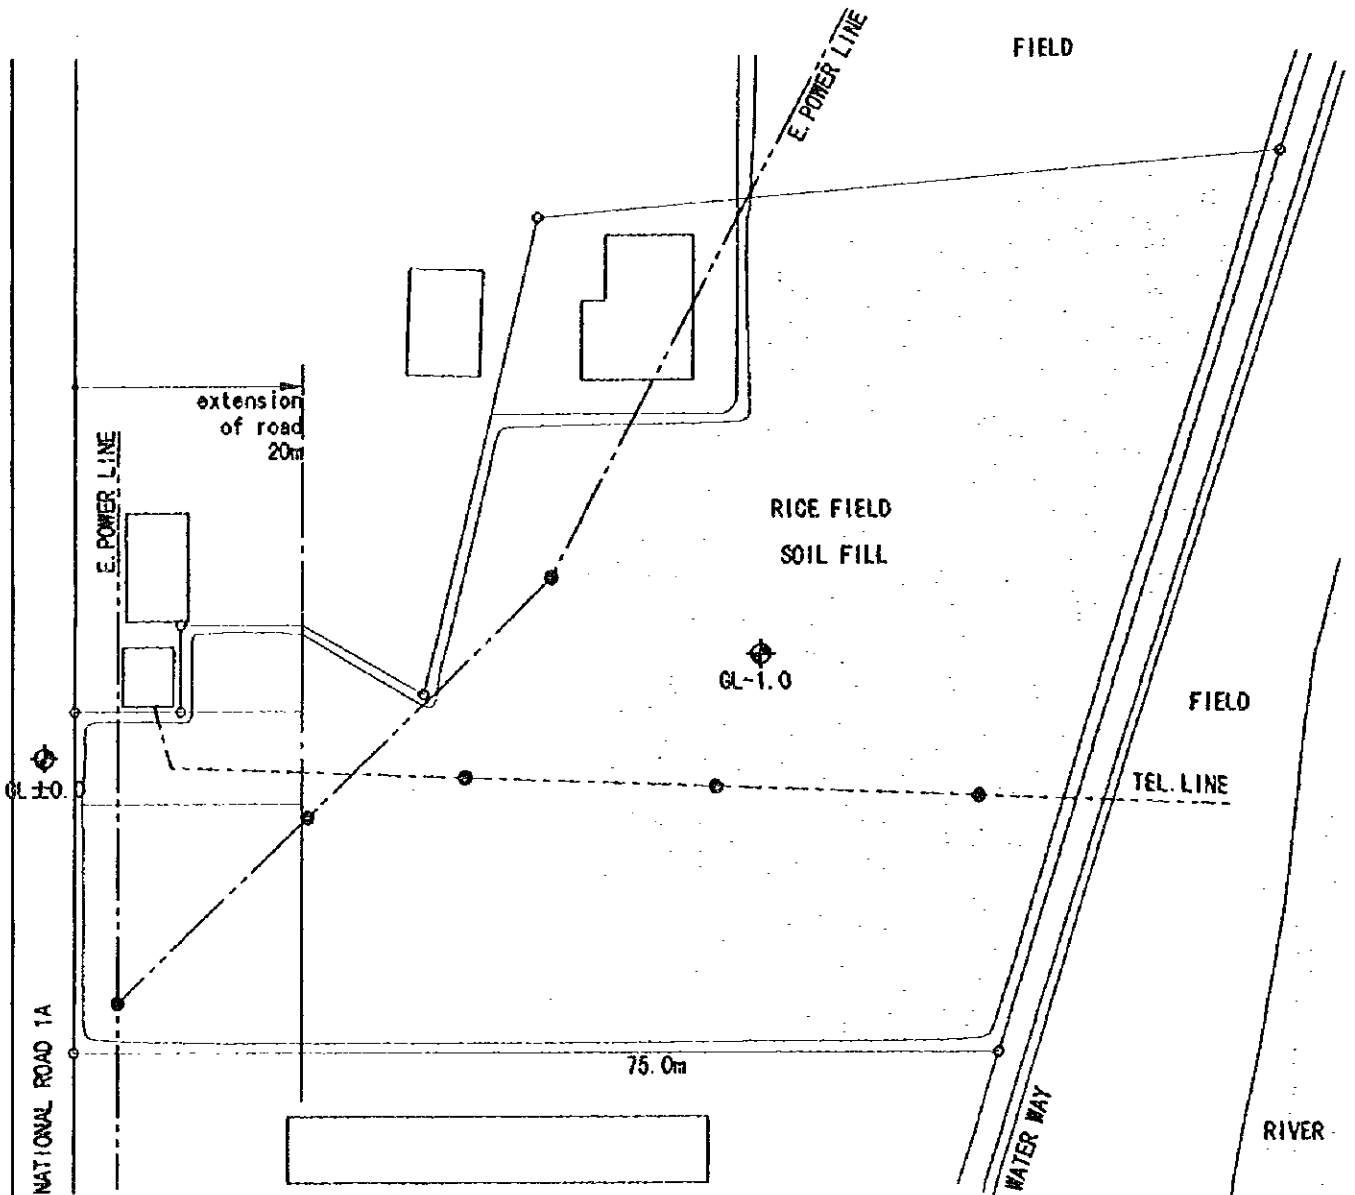 FIELD
E. POWER LINE
extension
of road
20m
E. POWER LINE
RICE FIELD
SOIL FILL
GL-1.0
FIELD
GL±0.0
TEL. LINE
75.0m
NATIONAL ROAD 1A
WATER WAY
RIVER